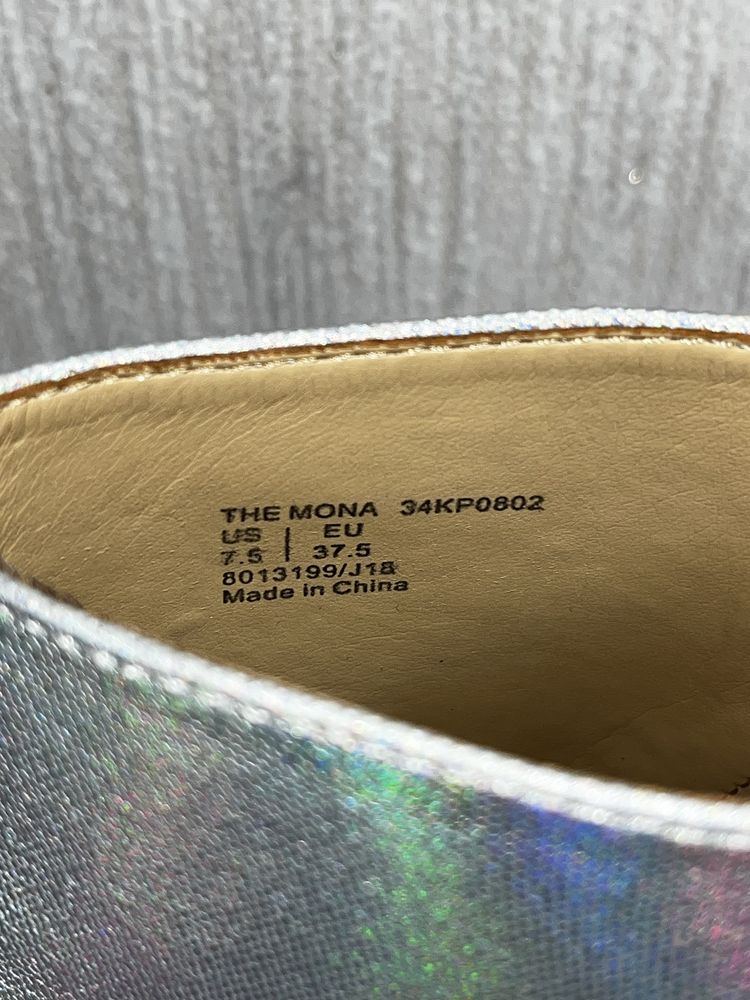 THE MONA 34KP0802
US | EU
7.5 | 37.5
8013199/J18
Made in China